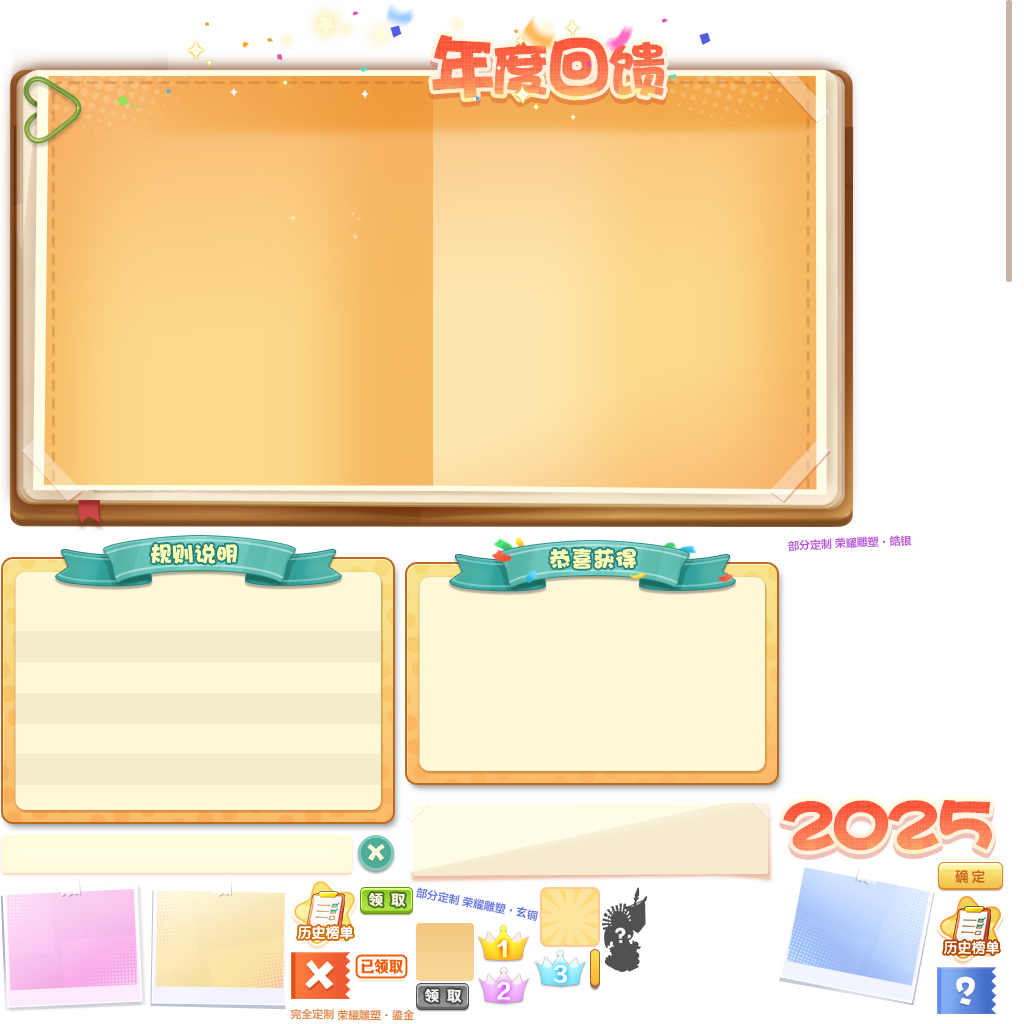 年度回馈
规则说明
恭喜获得
部分定制 荣耀雕塑·皓银
2025
确 定
历史榜单
领 取
部分定制 荣耀雕塑·玄铜
历史榜单
1
?
已领取
3
2
领 取
?
完全定制 荣耀雕塑·鎏金